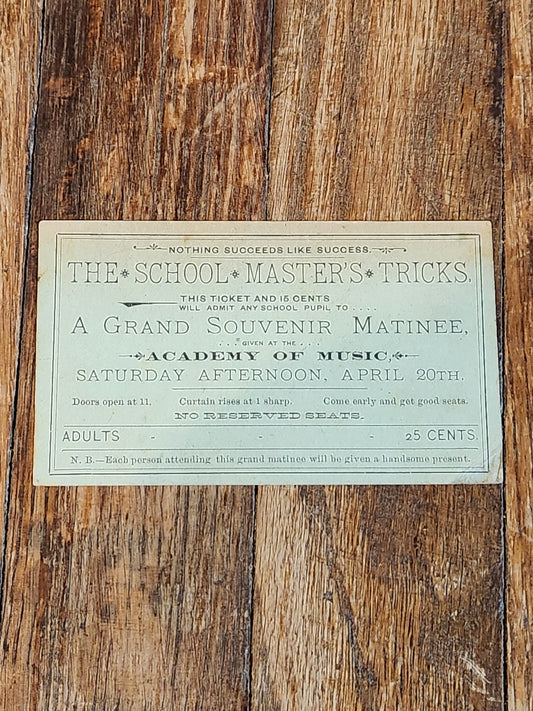 NOTHING SUCCEEDS LIKE SUCCESS.
THE SCHOOL MASTER'S TRICKS.
THIS TICKET AND 15 CENTS
WILL ADMIT ANY SCHOOL PUPIL TO . . . .
A GRAND SOUVENIR MATINEE,
. . . GIVEN AT THE . . .
ACADEMY OF MUSIC,
SATURDAY AFTERNOON, APRIL 20TH.
Doors open at 11. Curtain rises at 1 sharp. Come early and get good seats.
NO RESERVED SEATS.
ADULTS - - - 25 CENTS.
N. B.—Each person attending this grand matinee will be given a handsome present.